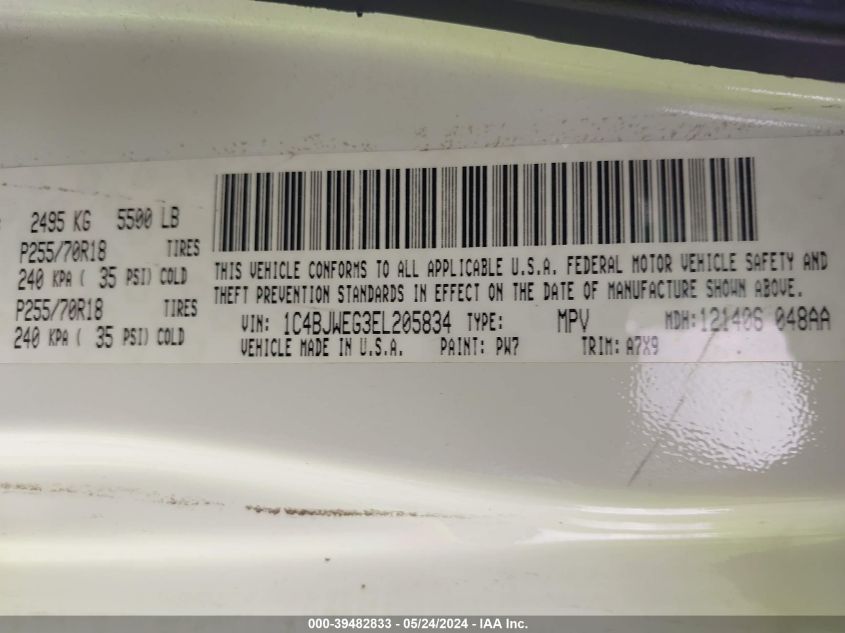 2495 KG 5500 LB
P255/70R18 TIRES
240 KPA ( 35 PSI) COLD
P255/70R18 TIRES
240 KPA ( 35 PSI) COLD
THIS VEHICLE CONFORMS TO ALL APPLICABLE U.S.A. FEDERAL MOTOR VEHICLE SAFETY AND
THEFT PREVENTION STANDARDS IN EFFECT ON THE DATE OF MANUFACTURE SHOWN ABOVE.
VIN: 1C4BJWEG3EL205834 TYPE: MPV MDH: 121406 048AA
VEHICLE MADE IN U.S.A. PAINT: PW7 TRIM: A7X9
000-39482833 - 05/24/2024 - IAA Inc.